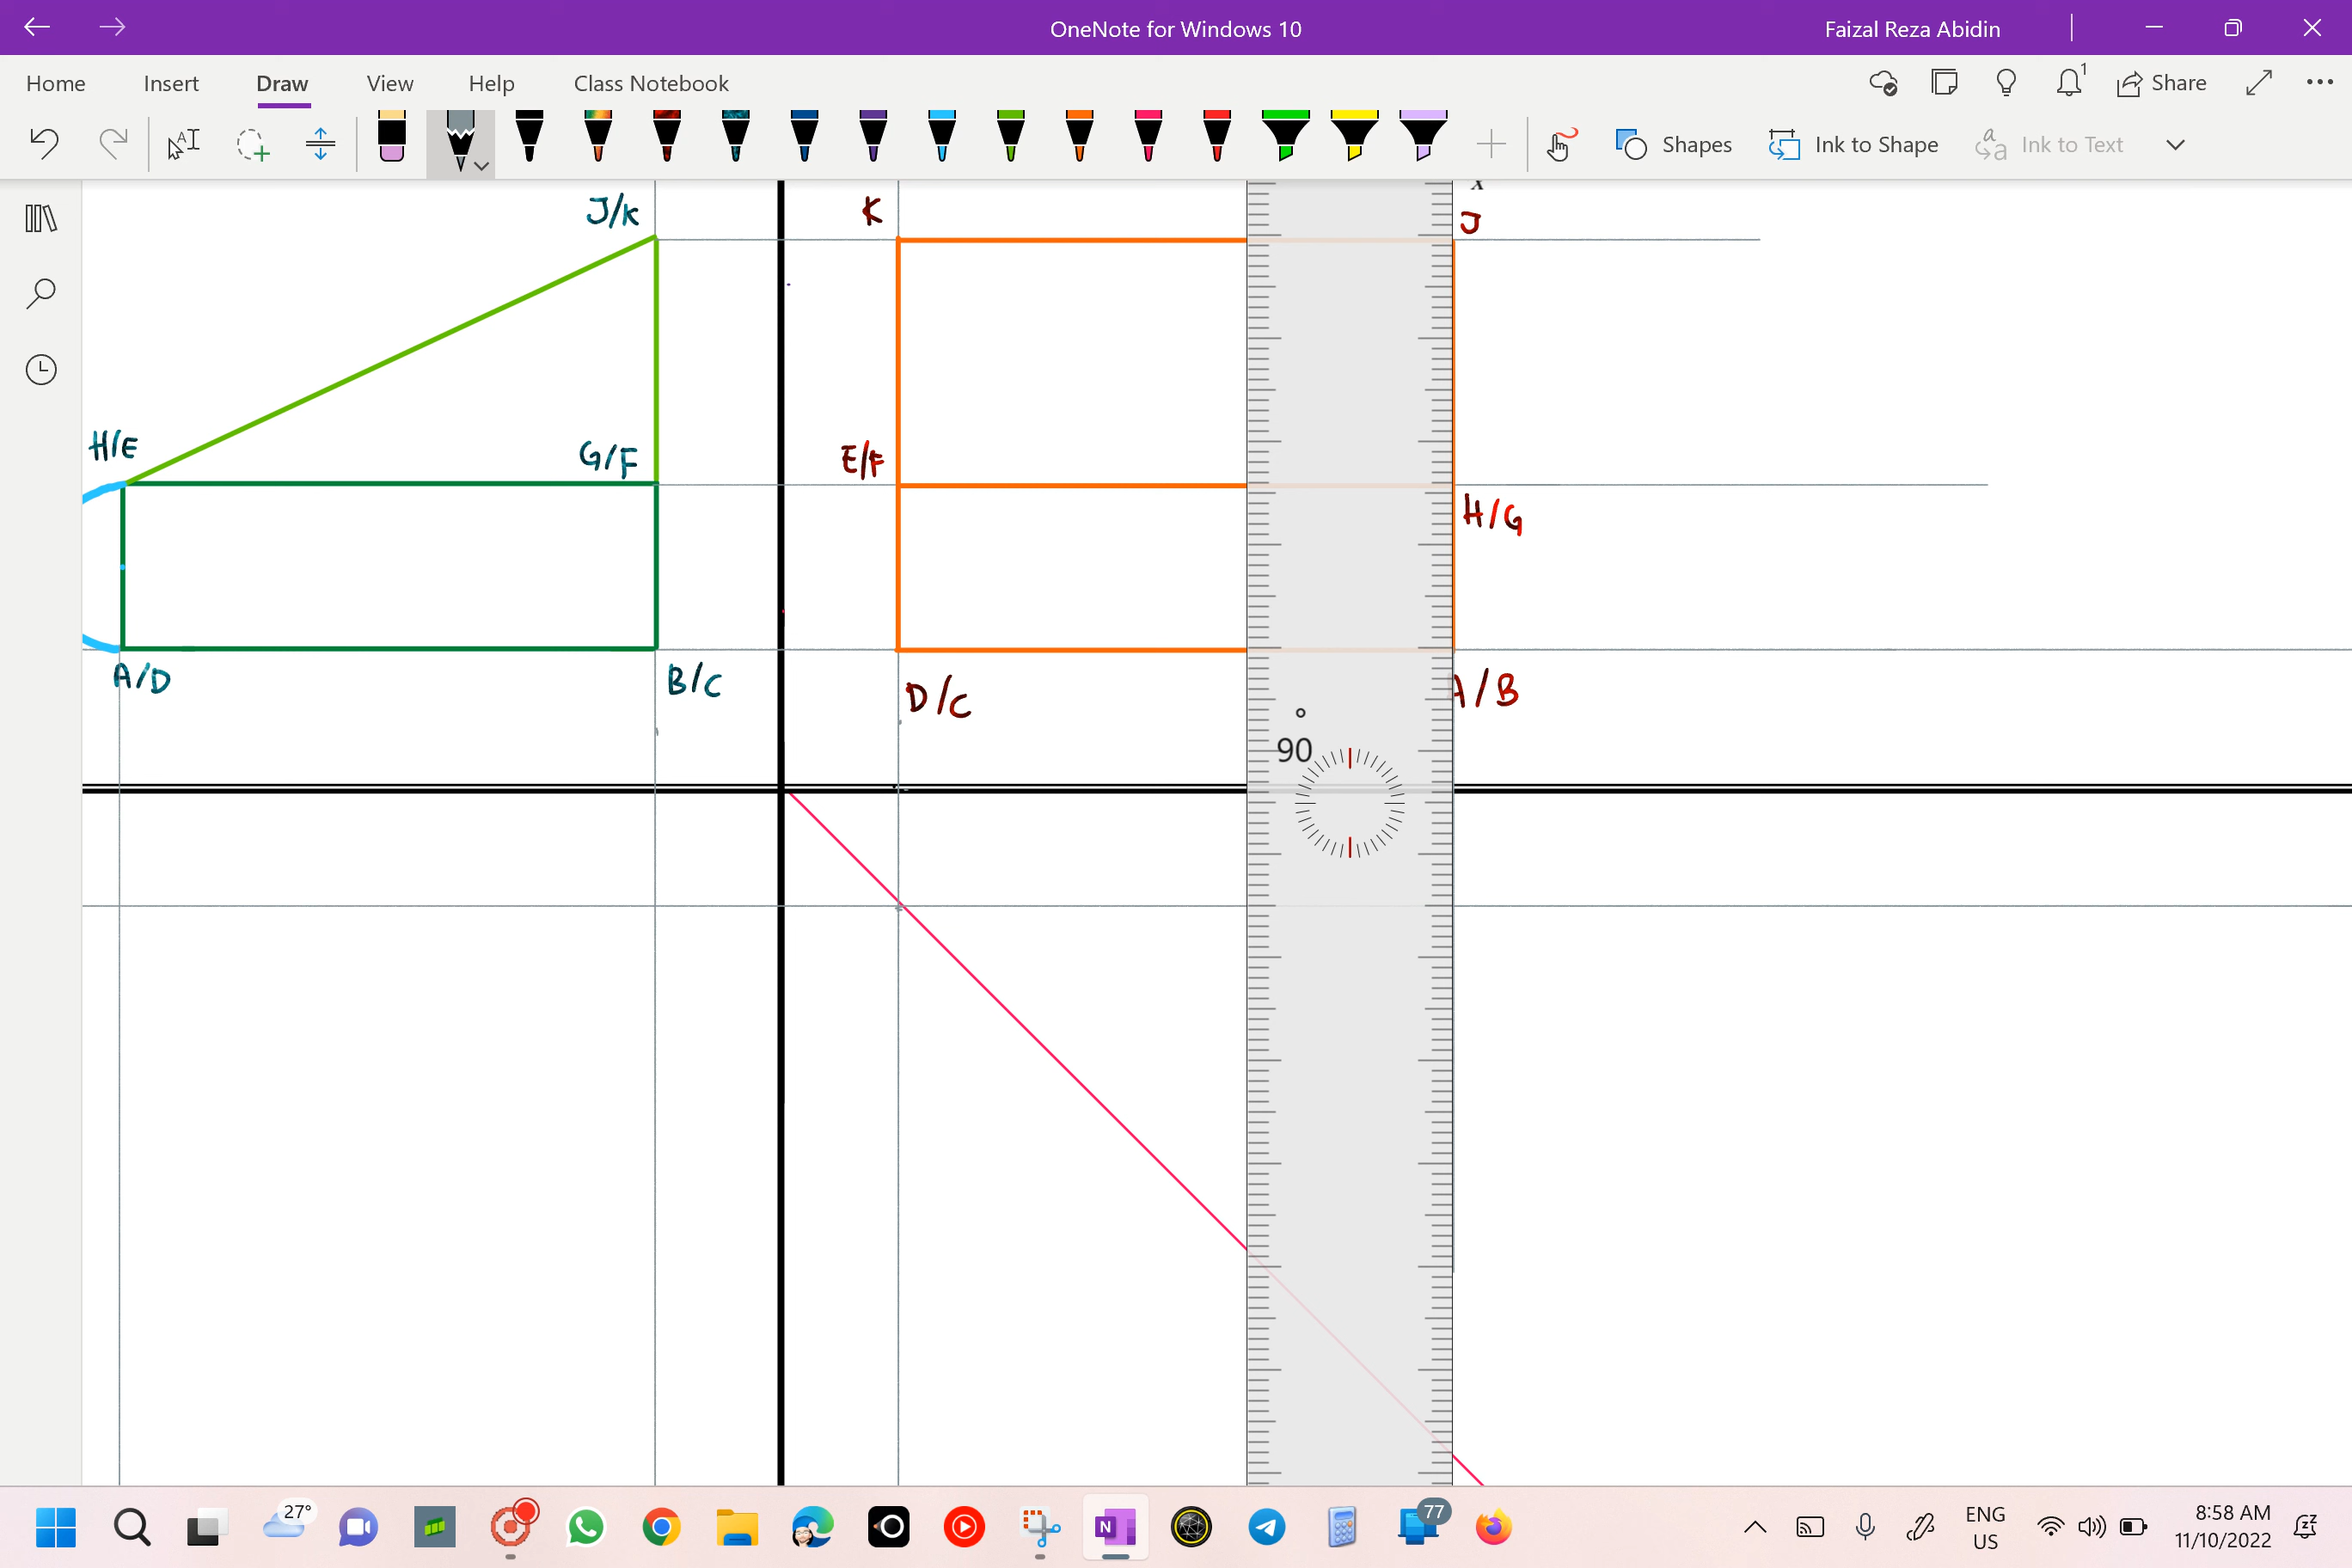 OneNote for Windows 10
Faizal Reza Abidin
Home Insert Draw View Help Class Notebook
1
Share
Shapes
Ink to Shape
Ink to Text
x
J/K
K
J
H/E
G/F
E/F
H/G
A/D
B/C
D/C
A/B
°
90
27°
77
ENG
US
8:58 AM
11/10/2022